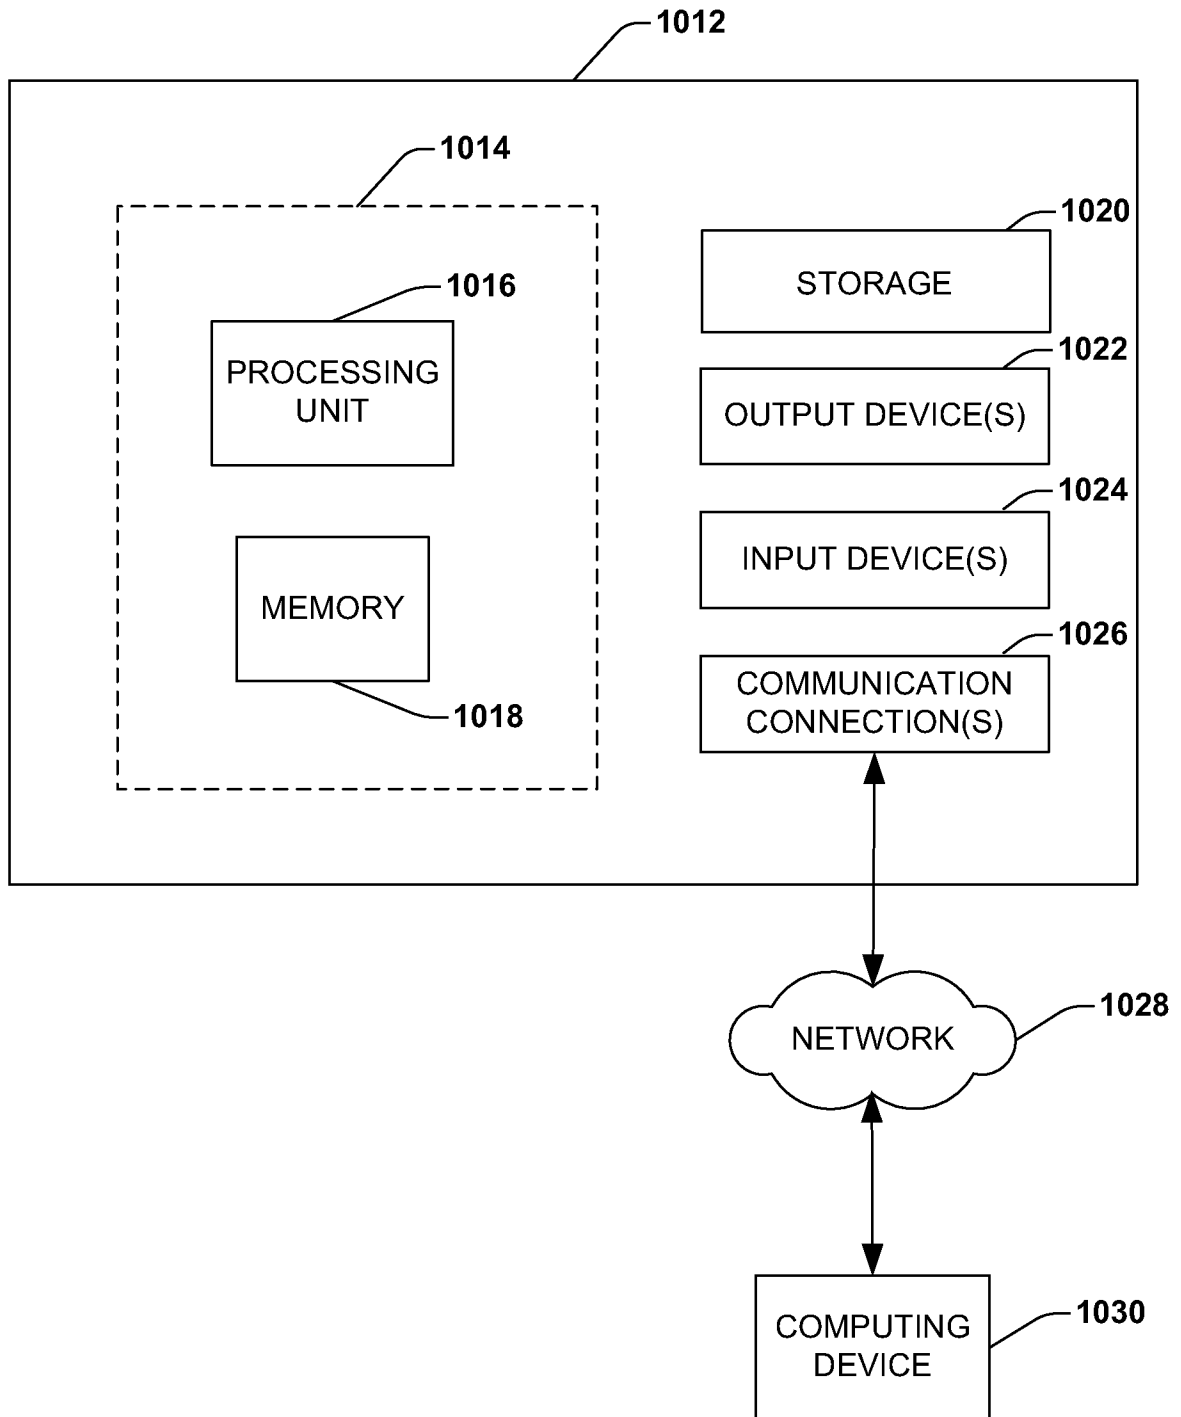 1012
1014
1016
PROCESSING
UNIT
MEMORY
1018
1020
STORAGE
1022
OUTPUT DEVICE(S)
1024
INPUT DEVICE(S)
1026
COMMUNICATION
CONNECTION(S)
NETWORK
1028
COMPUTING
DEVICE
1030